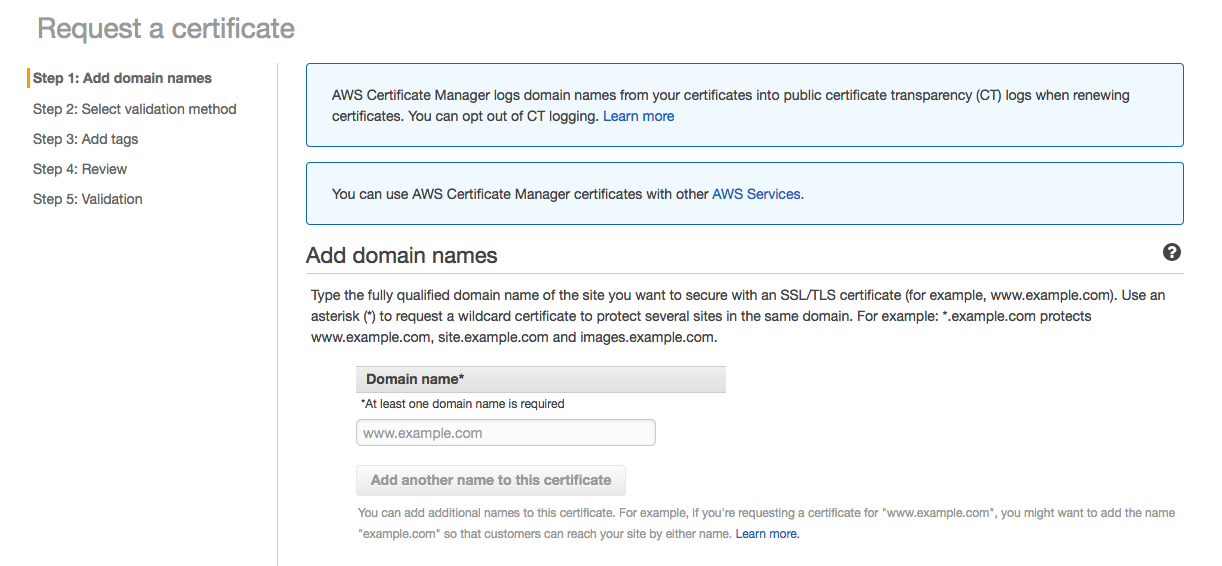 Request a certificate
Step 1: Add domain names
Step 2: Select validation method
Step 3: Add tags
Step 4: Review
Step 5: Validation
AWS Certificate Manager logs domain names from your certificates into public certificate transparency (CT) logs when renewing
certificates. You can opt out of CT logging. Learn more
You can use AWS Certificate Manager certificates with other AWS Services.
Add domain names
?
Type the fully qualified domain name of the site you want to secure with an SSL/TLS certificate (for example, www.example.com). Use an
asterisk (*) to request a wildcard certificate to protect several sites in the same domain. For example: *.example.com protects
www.example.com, site.example.com and images.example.com.
Domain name*
*At least one domain name is required
www.example.com
Add another name to this certificate
You can add additional names to this certificate. For example, if you're requesting a certificate for "www.example.com", you might want to add the name
"example.com" so that customers can reach your site by either name. Learn more.